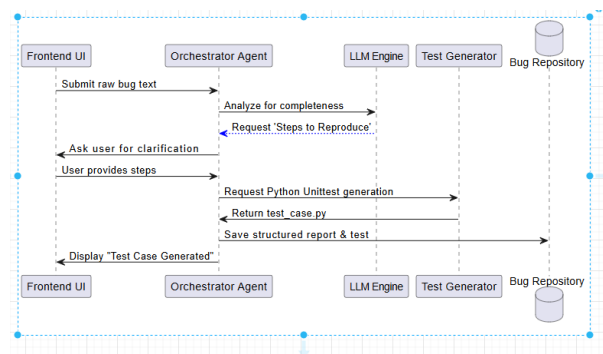 Frontend UI
Orchestrator Agent
LLM Engine
Test Generator
Bug Repository
Submit raw bug text
Analyze for completeness
Request 'Steps to Reproduce'
Ask user for clarification
User provides steps
Request Python Unittest generation
Return test_case.py
Save structured report & test
Display "Test Case Generated"
Frontend UI
Orchestrator Agent
LLM Engine
Test Generator
Bug Repository